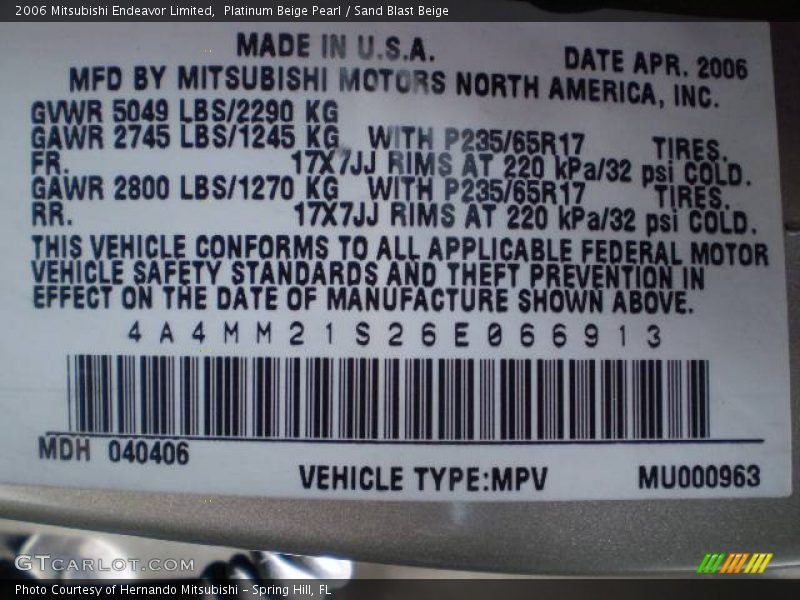 2006 Mitsubishi Endeavor Limited, Platinum Beige Pearl / Sand Blast Beige
MADE IN U.S.A.
DATE APR. 2006
MFD BY MITSUBISHI MOTORS NORTH AMERICA, INC.
GVWR 5049 LBS/2290 KG
GAWR 2745 LBS/1245 KG WITH P235/65R17 TIRES.
FR. 17X7JJ RIMS AT 220 kPa/32 psi COLD.
GAWR 2800 LBS/1270 KG WITH P235/65R17 TIRES.
RR. 17X7JJ RIMS AT 220 kPa/32 psi COLD.
THIS VEHICLE CONFORMS TO ALL APPLICABLE FEDERAL MOTOR
VEHICLE SAFETY STANDARDS AND THEFT PREVENTION IN
EFFECT ON THE DATE OF MANUFACTURE SHOWN ABOVE.
4A4MM21S26E066913
MDH 040406
VEHICLE TYPE:MPV
MU000963
GTCARLOT.COM
Photo Courtesy of Hernando Mitsubishi - Spring Hill, FL